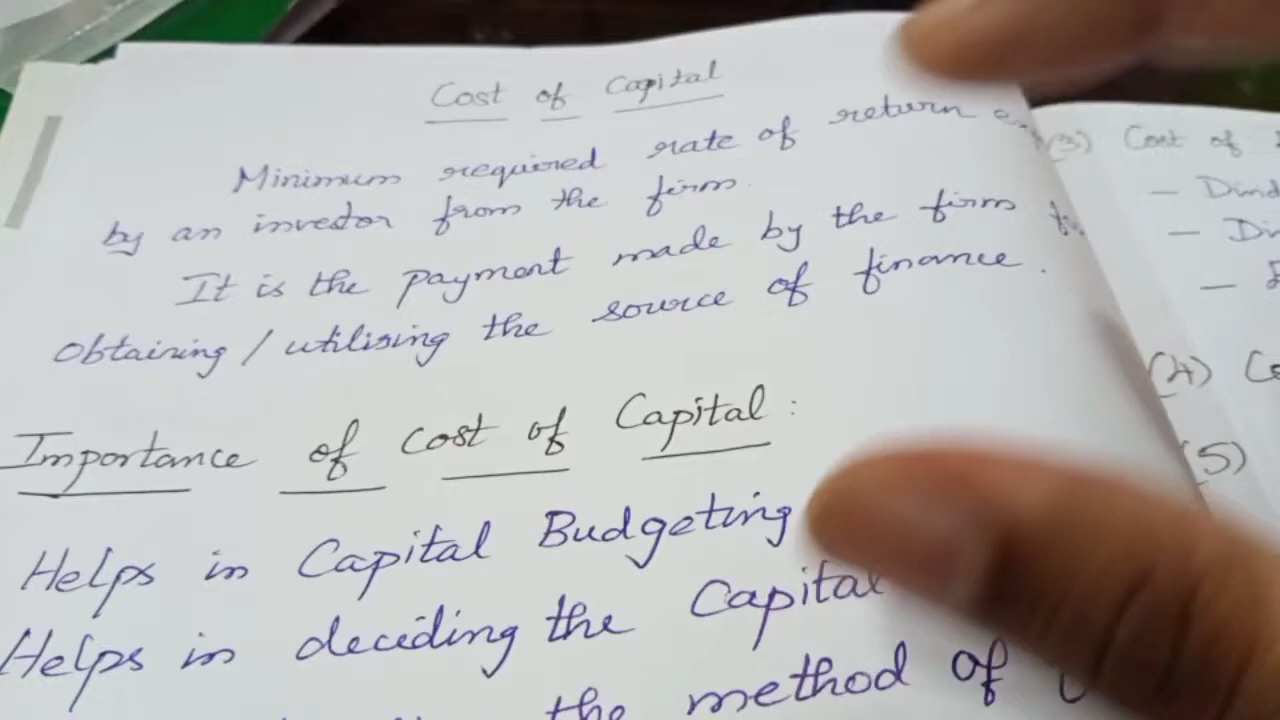 Cost of Capital
Minimum required rate of return
by an investor from the firm.
It is the payment made by the firm
Obtaining / utilising the source of finance.
Importance of Cost of Capital :
Helps in Capital Budgeting
Helps in deciding the Capital
the method of
(3) Cost of
-
-
-
(4)
(5)